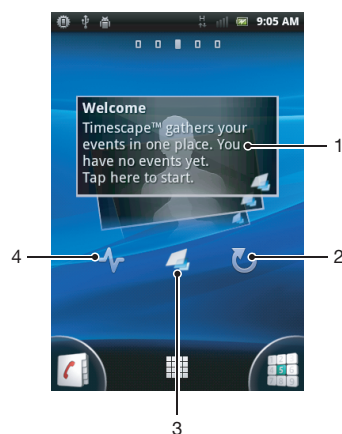 H
9:05 AM
Welcome
Timescape™ gathers your
events in one place. You
have no events yet.
Tap here to start.
1
4
2
5
3